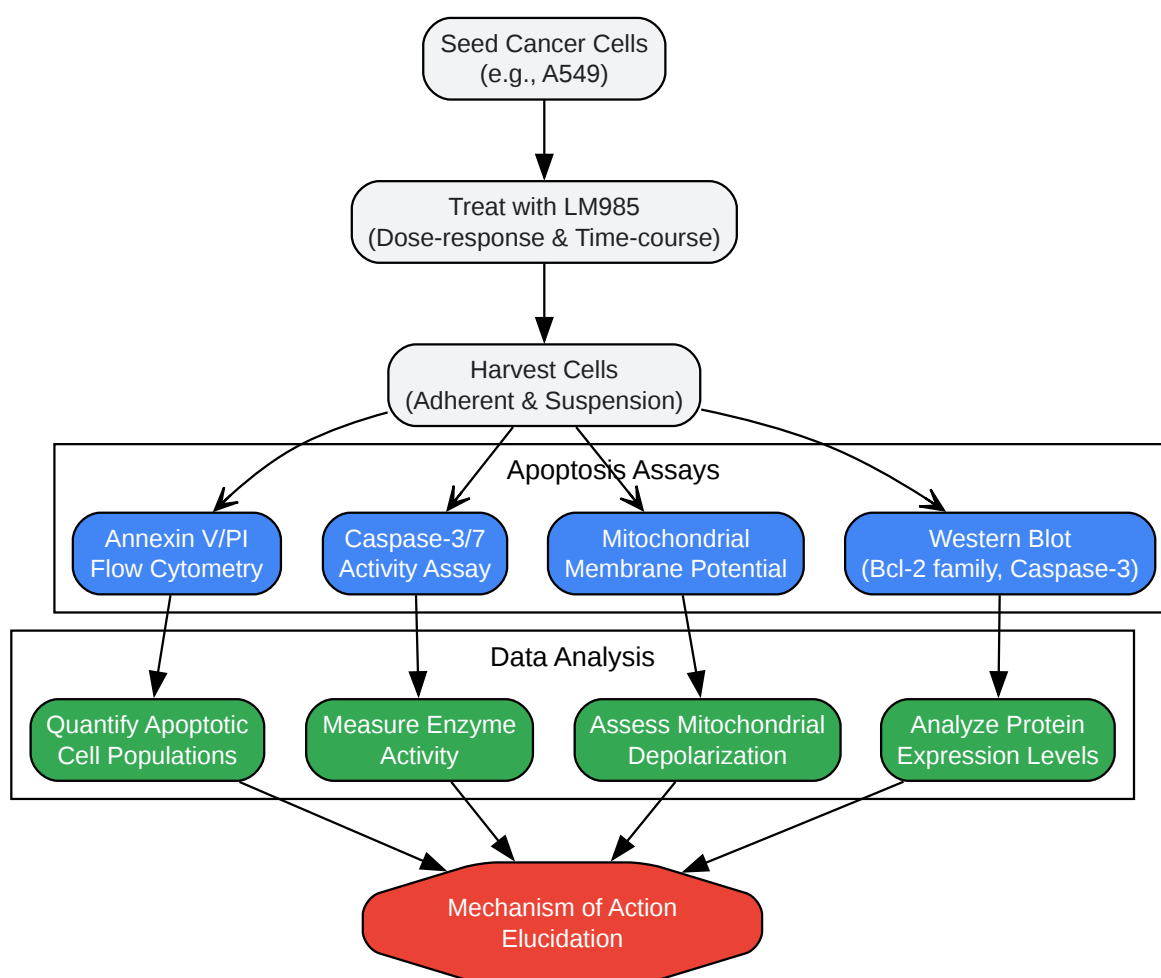 Seed Cancer Cells
(e.g., A549)
Treat with LM985
(Dose-response & Time-course)
Harvest Cells
(Adherent & Suspension)
Apoptosis Assays
Annexin V/PI
Flow Cytometry
Caspase-3/7
Activity Assay
Mitochondrial
Membrane Potential
Western Blot
(Bcl-2 family, Caspase-3)
Data Analysis
Quantify Apoptotic
Cell Populations
Measure Enzyme
Activity
Assess Mitochondrial
Depolarization
Analyze Protein
Expression Levels
Mechanism of Action
Elucidation